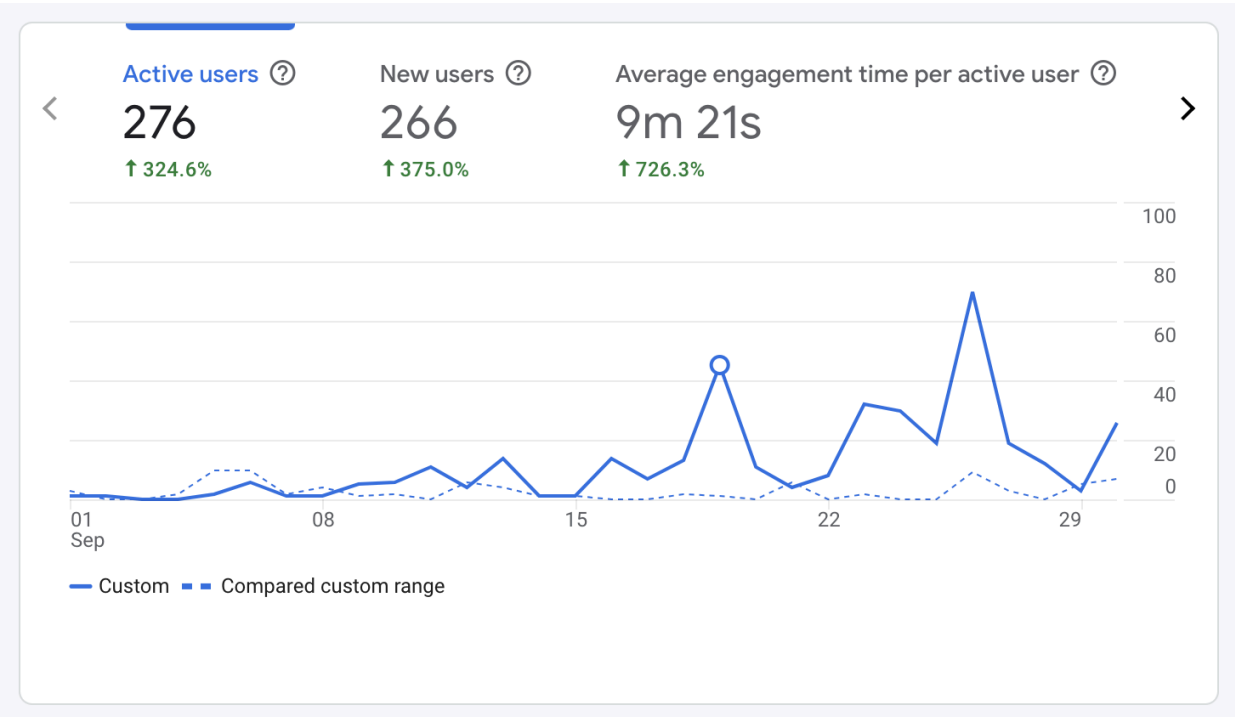 Active users New users Average engagement time per active user
276 266 9m 21s
↑ 324.6% ↑ 375.0% ↑ 726.3%
100
80
60
40
20
0
01 08 15 22 29
Sep
Custom Compared custom range